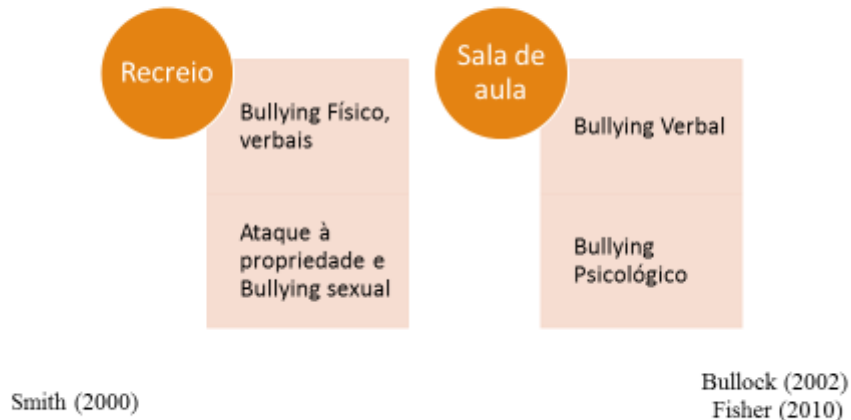 Recreio
Bullying Físico,
verbais
Ataque à
propriedade e
Bullying sexual
Sala de
aula
Bullying Verbal
Bullying
Psicológico
Smith (2000)
Bullock (2002)
Fisher (2010)